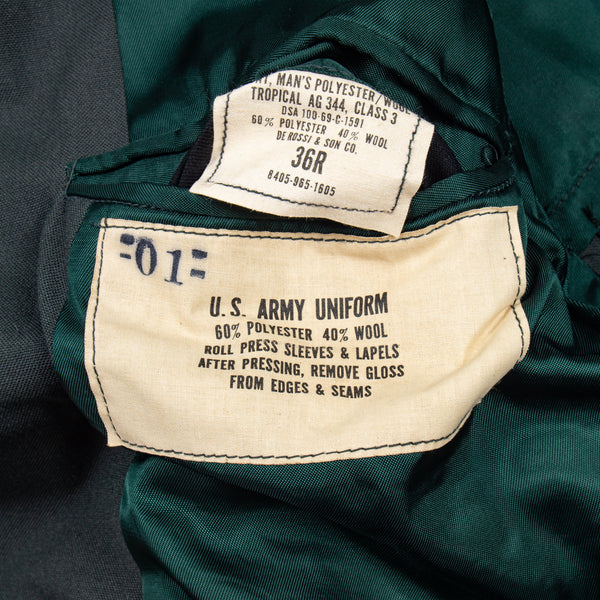 MAN'S POLYESTER/WOOL
TROPICAL AG 344, CLASS 3
DSA 100-69-C-1591
60% POLYESTER 40% WOOL
DE ROSSI & SON CO.
36R
8405-965-1605
-01-
U.S. ARMY UNIFORM
60% POLYESTER 40% WOOL
ROLL PRESS SLEEVES & LAPELS
AFTER PRESSING, REMOVE GLOSS
FROM EDGES & SEAMS